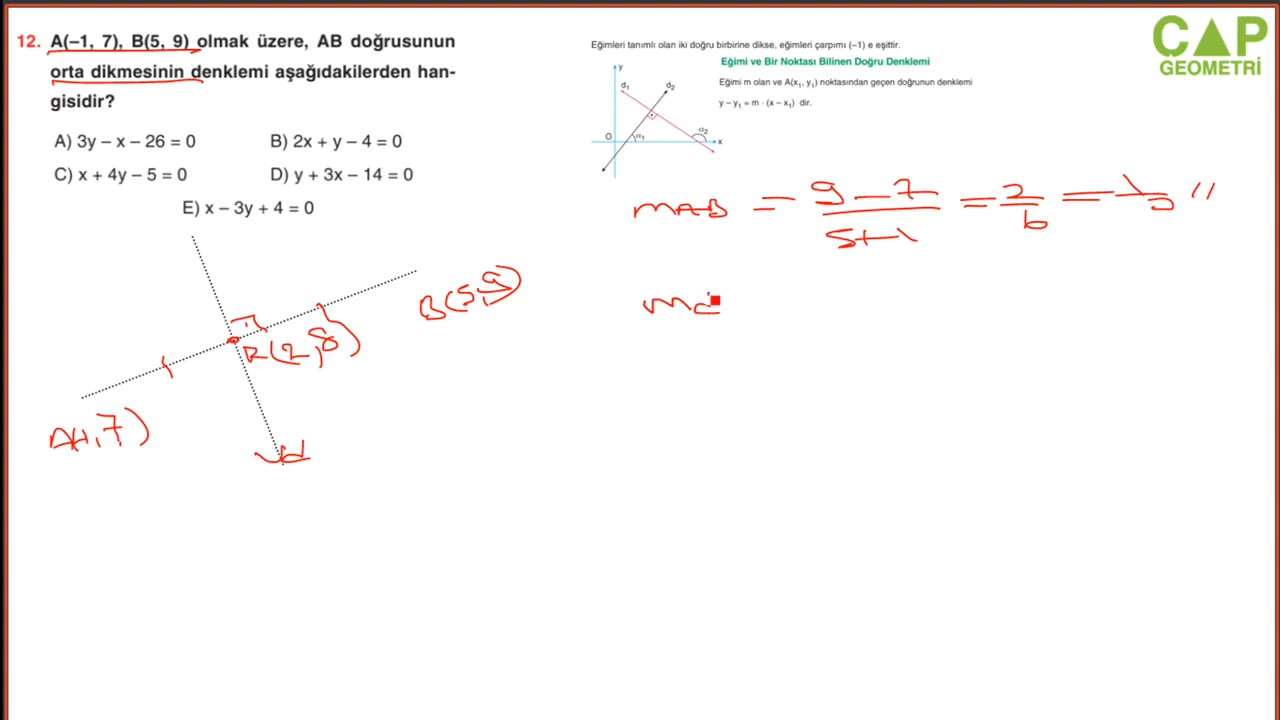 12. A(–1, 7), B(5, 9) olmak üzere, AB doğrusunun
orta dikmesinin denklemi aşağıdakilerden han-
gisidir?
A) 3y – x – 26 = 0
B) 2x + y – 4 = 0
C) x + 4y – 5 = 0
D) y + 3x – 14 = 0
E) x – 3y + 4 = 0
ÇAP
GEOMETRİ
Eğimleri tanımlı olan iki doğru birbirine dikse, eğimleri çarpımı (–1) e eşittir.
Eğimi ve Bir Noktası Bilinen Doğru Denklemi
Eğimi m olan ve A(x₁, y₁) noktasından geçen doğrunun denklemi
y – y₁ = m · (x – x₁) dir.
y
d₁
d₂
O
α₁
α₂
x
mAB = 9 – 7 / 5+1 = 2/6 =
B(5,9)
K(2,8)
A(-1,7)
d